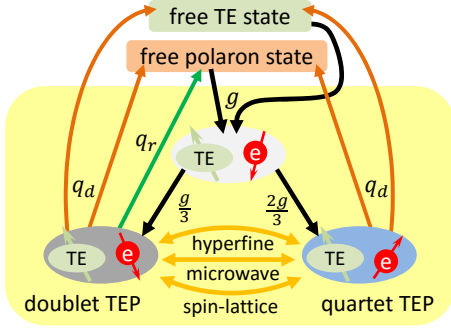 free TE state
free polaron state
g
q_r
TE
e
q_d
g/3
2g/3
q_d
hyperfine
TE
e
TE
e
microwave
doublet TEP
spin-lattice
quartet TEP